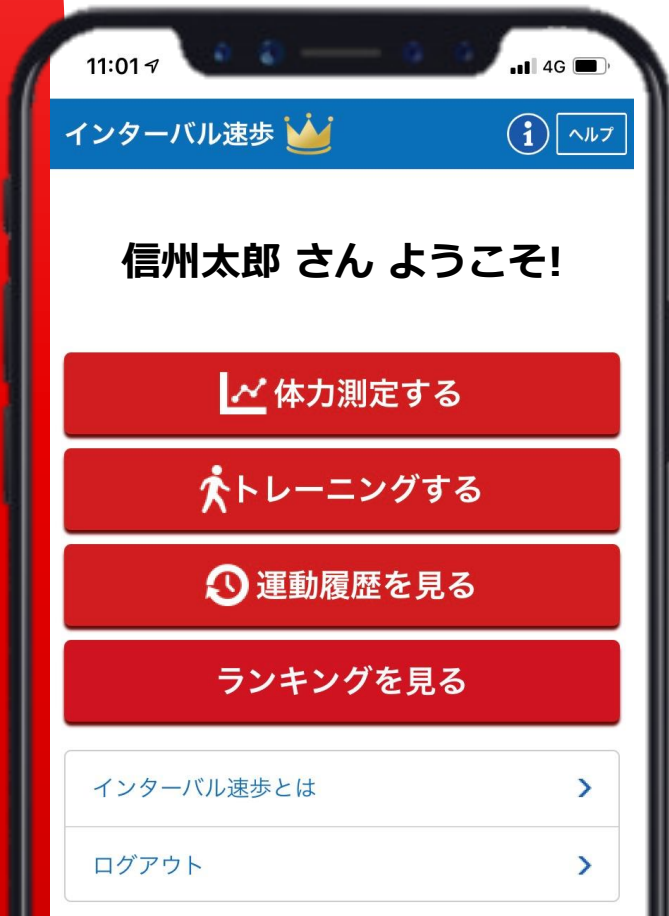 11:01
4G
インターバル速歩
i
ヘルプ
信州太郎 さん ようこそ!
体力測定する
トレーニングする
運動履歴を見る
ランキングを見る
インターバル速歩とは
ログアウト